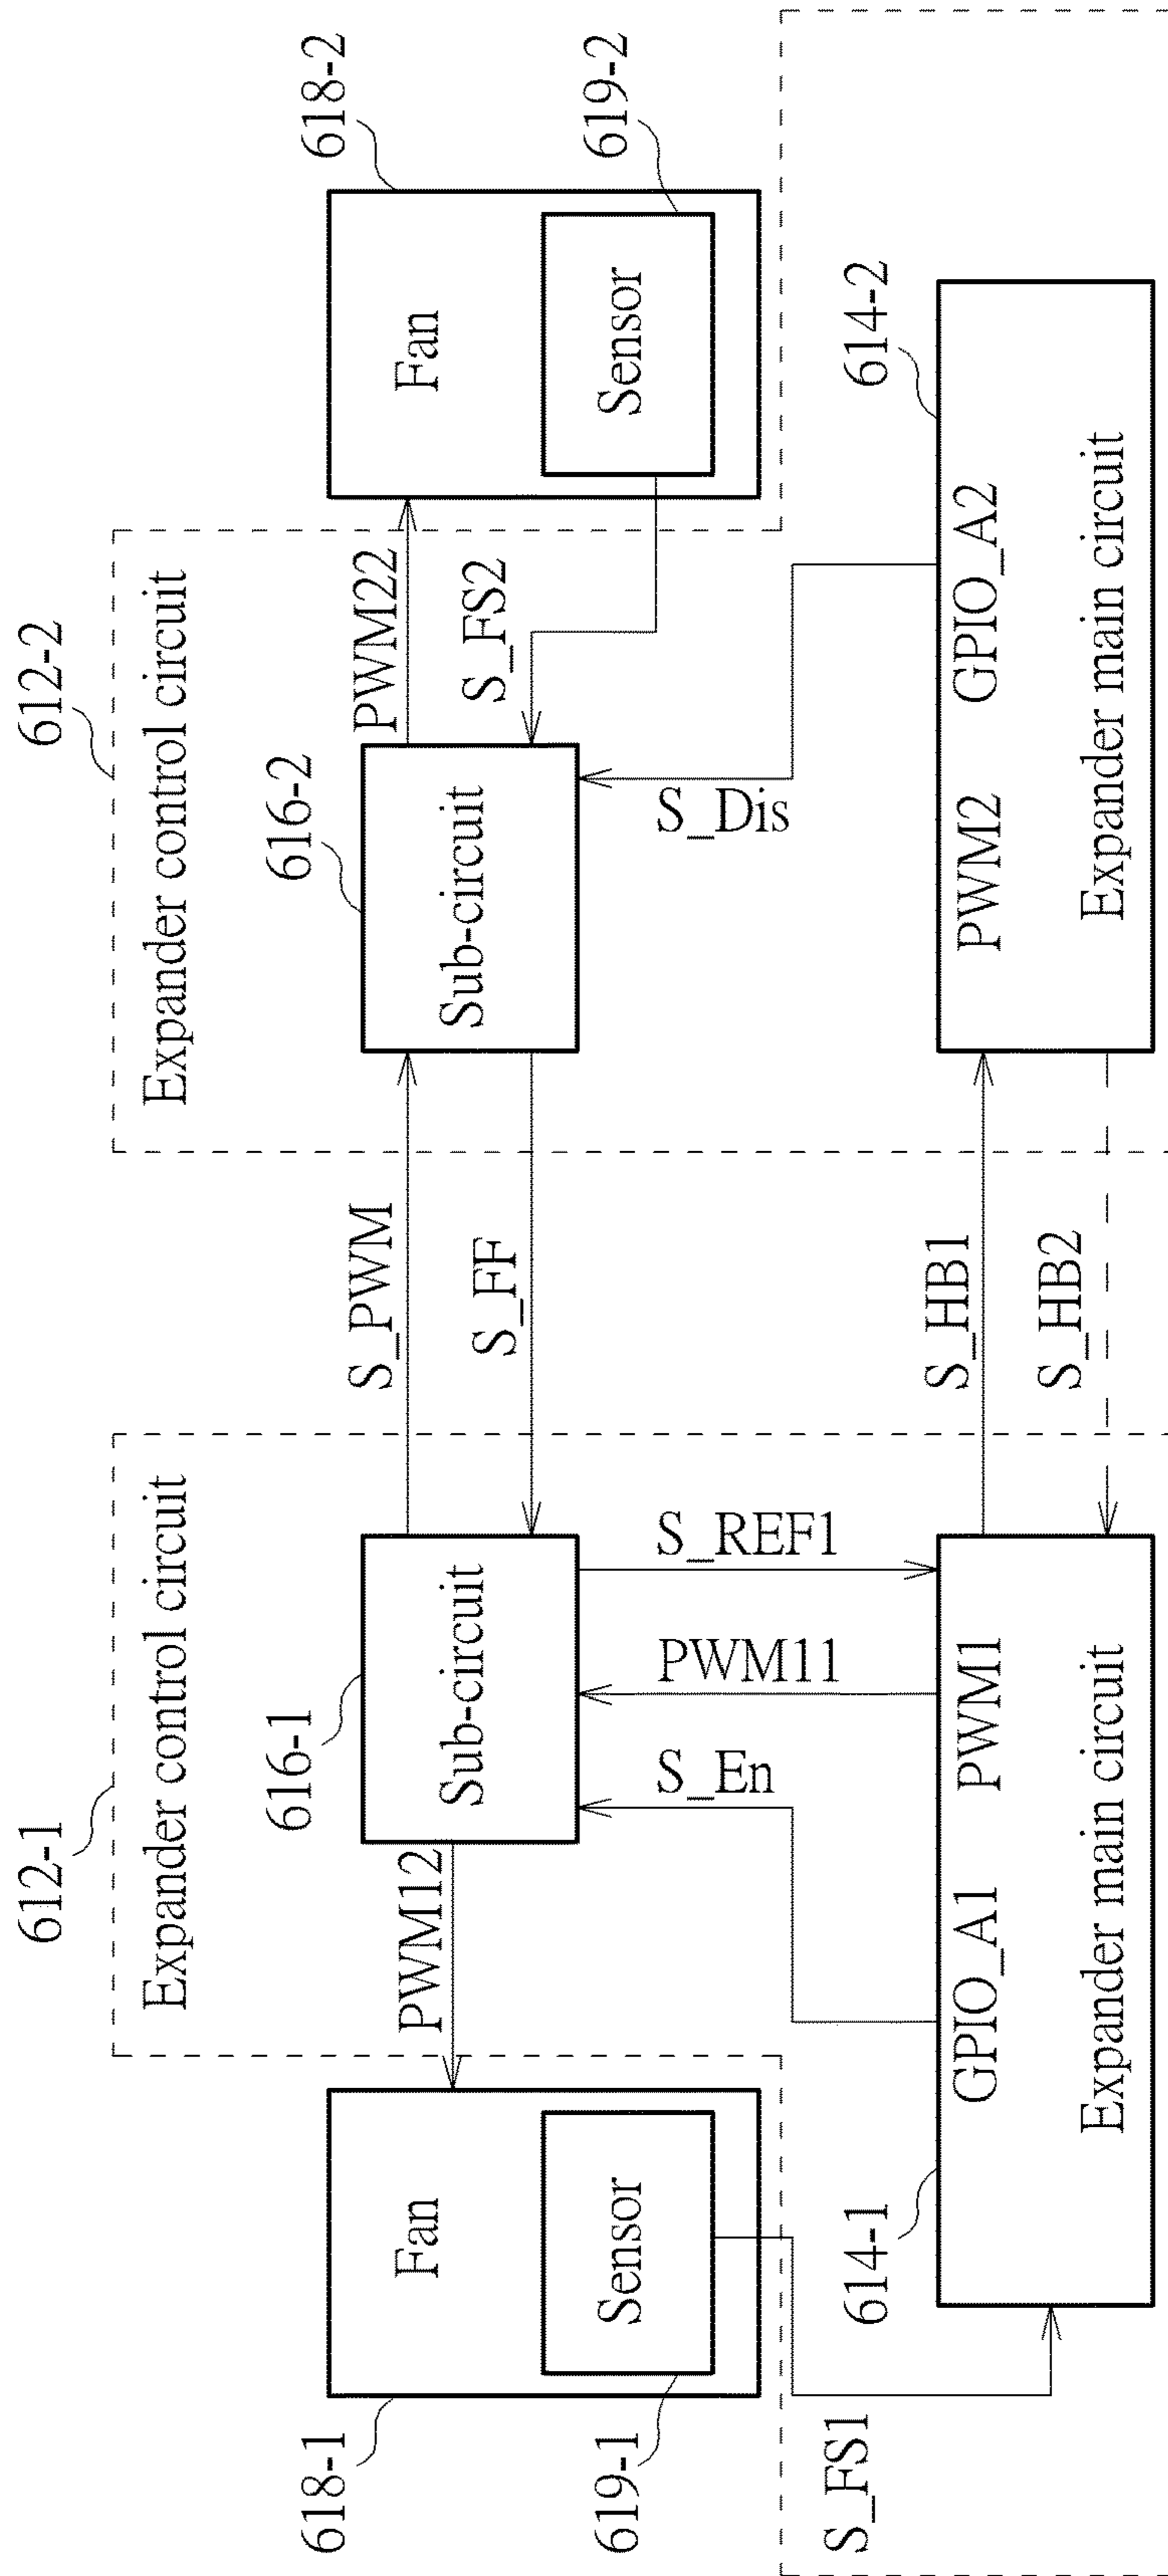 612-1
612-2
Expander control circuit
Expander control circuit
618-1
616-1
616-2
618-2
Fan
PWM12
Sub-circuit
S_PWM
Sub-circuit
PWM22
Fan
S_FF
S_FS2
619-1
Sensor
Sensor
619-2
S_En
PWM11
S_REF1
S_Dis
S_FS1
614-1
614-2
GPIO_A1
PWM1
S_HB1
PWM2
GPIO_A2
S_HB2
Expander main circuit
Expander main circuit